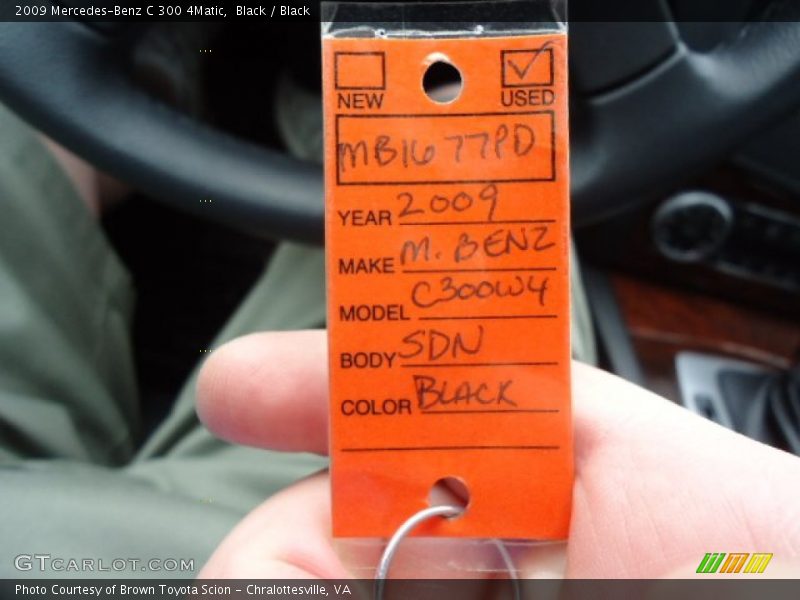 2009 Mercedes-Benz C 300 4Matic,  Black / Black
NEW USED
MB1677PD
YEAR 2009
MAKE M. BENZ
MODEL C300W4
BODY SDN
COLOR BLACK
GTCARLOT.COM
Photo Courtesy of Brown Toyota Scion - Chralottesville, VA